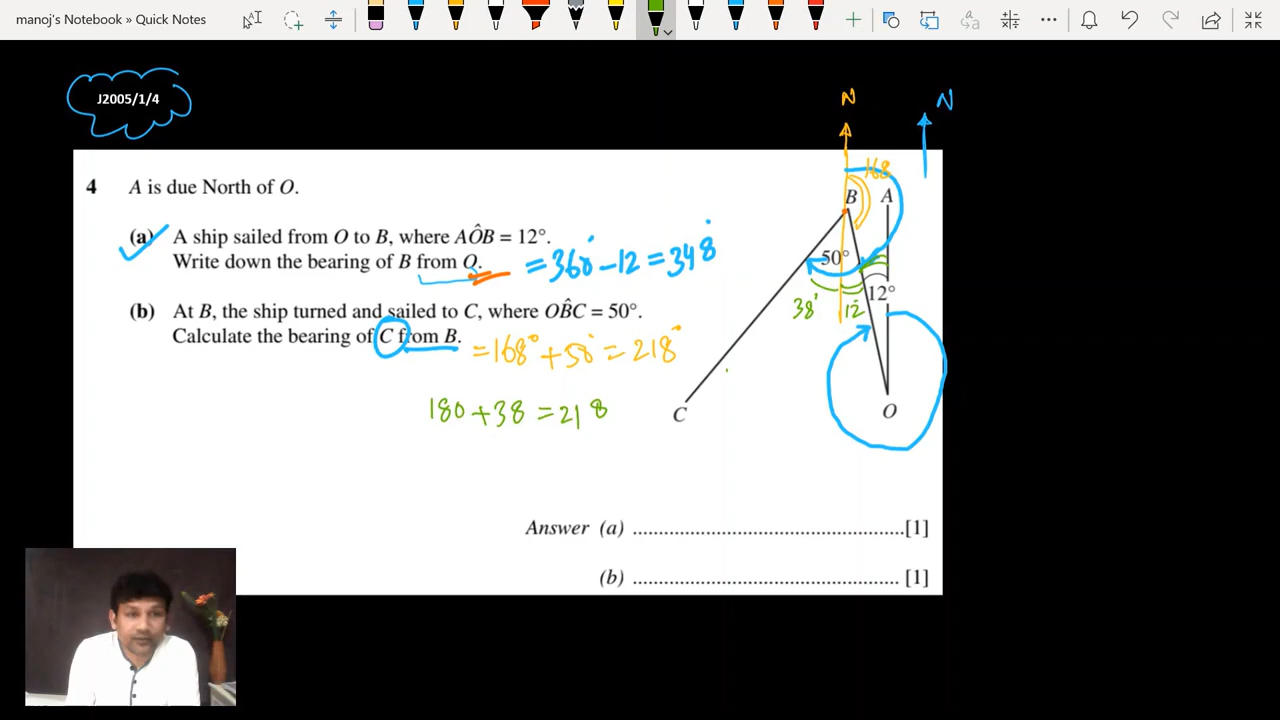 manoj's Notebook » Quick Notes
J2005/1/4
4 A is due North of O.
(a) A ship sailed from O to B, where AÔB = 12°.
Write down the bearing of B from O. = 360° - 12 = 348°
(b) At B, the ship turned and sailed to C, where OB̂C = 50°.
Calculate the bearing of C from B. = 168° + 50° = 218°
180 + 38 = 218
N
N
168
B A
50°
12°
38° 12
C
O
Answer (a) ................................................[1]
(b) ................................................ [1]